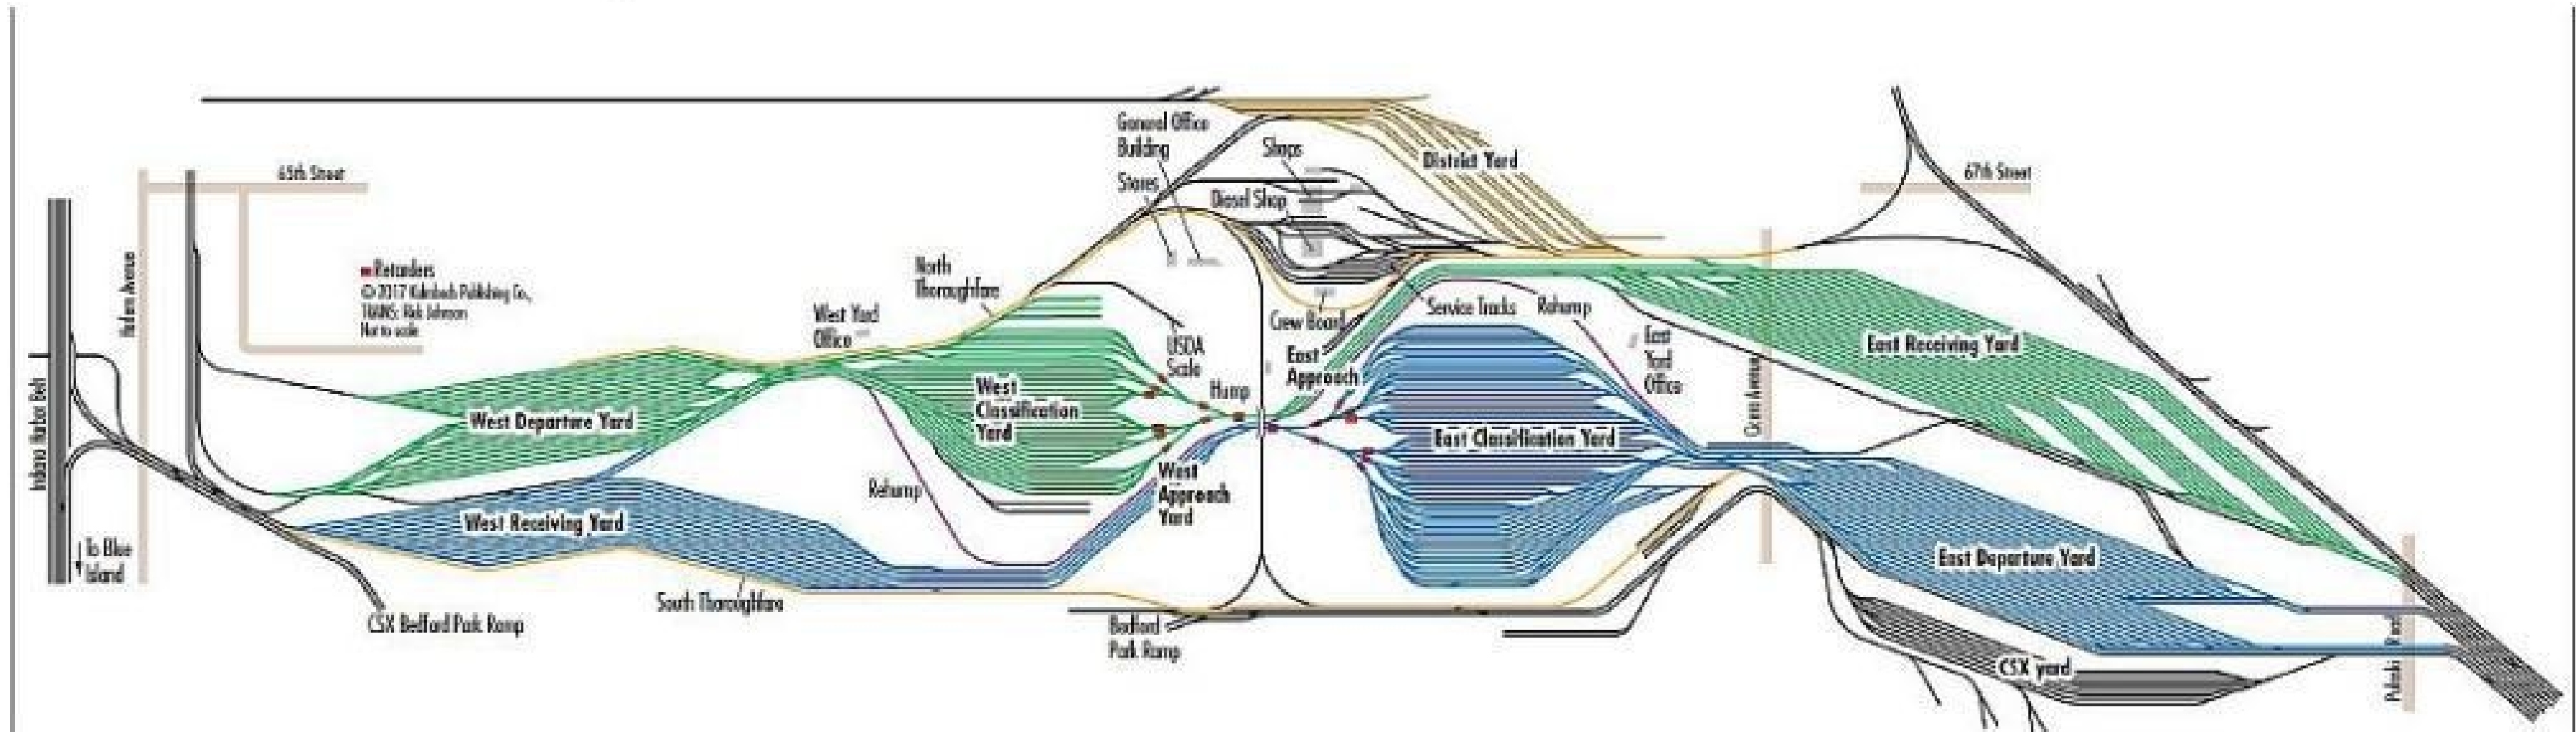 General Office
Building
Shops
District Yard
65th Street
67th Street
Stores
Diesel Shop
Harlem Avenue
Retarders
© 2017 Kalmbach Publishing Co.,
TRAINS: Rick Johnson
Not to scale
North
Thoroughfare
West Yard
Office
Crew Board
Service Tracks
Rehump
East
Yard
Office
USDA
Scale
East
Approach
East Receiving Yard
Hump
West
Classification
Yard
West Departure Yard
Cicero Avenue
East Classification Yard
Indiana Harbor Belt
Rehump
West
Approach
Yard
West Receiving Yard
To Blue
Island
East Departure Yard
South Thoroughfare
CSX Bedford Park Ramp
Bedford
Park Ramp
CSX yard
Pulaski Road